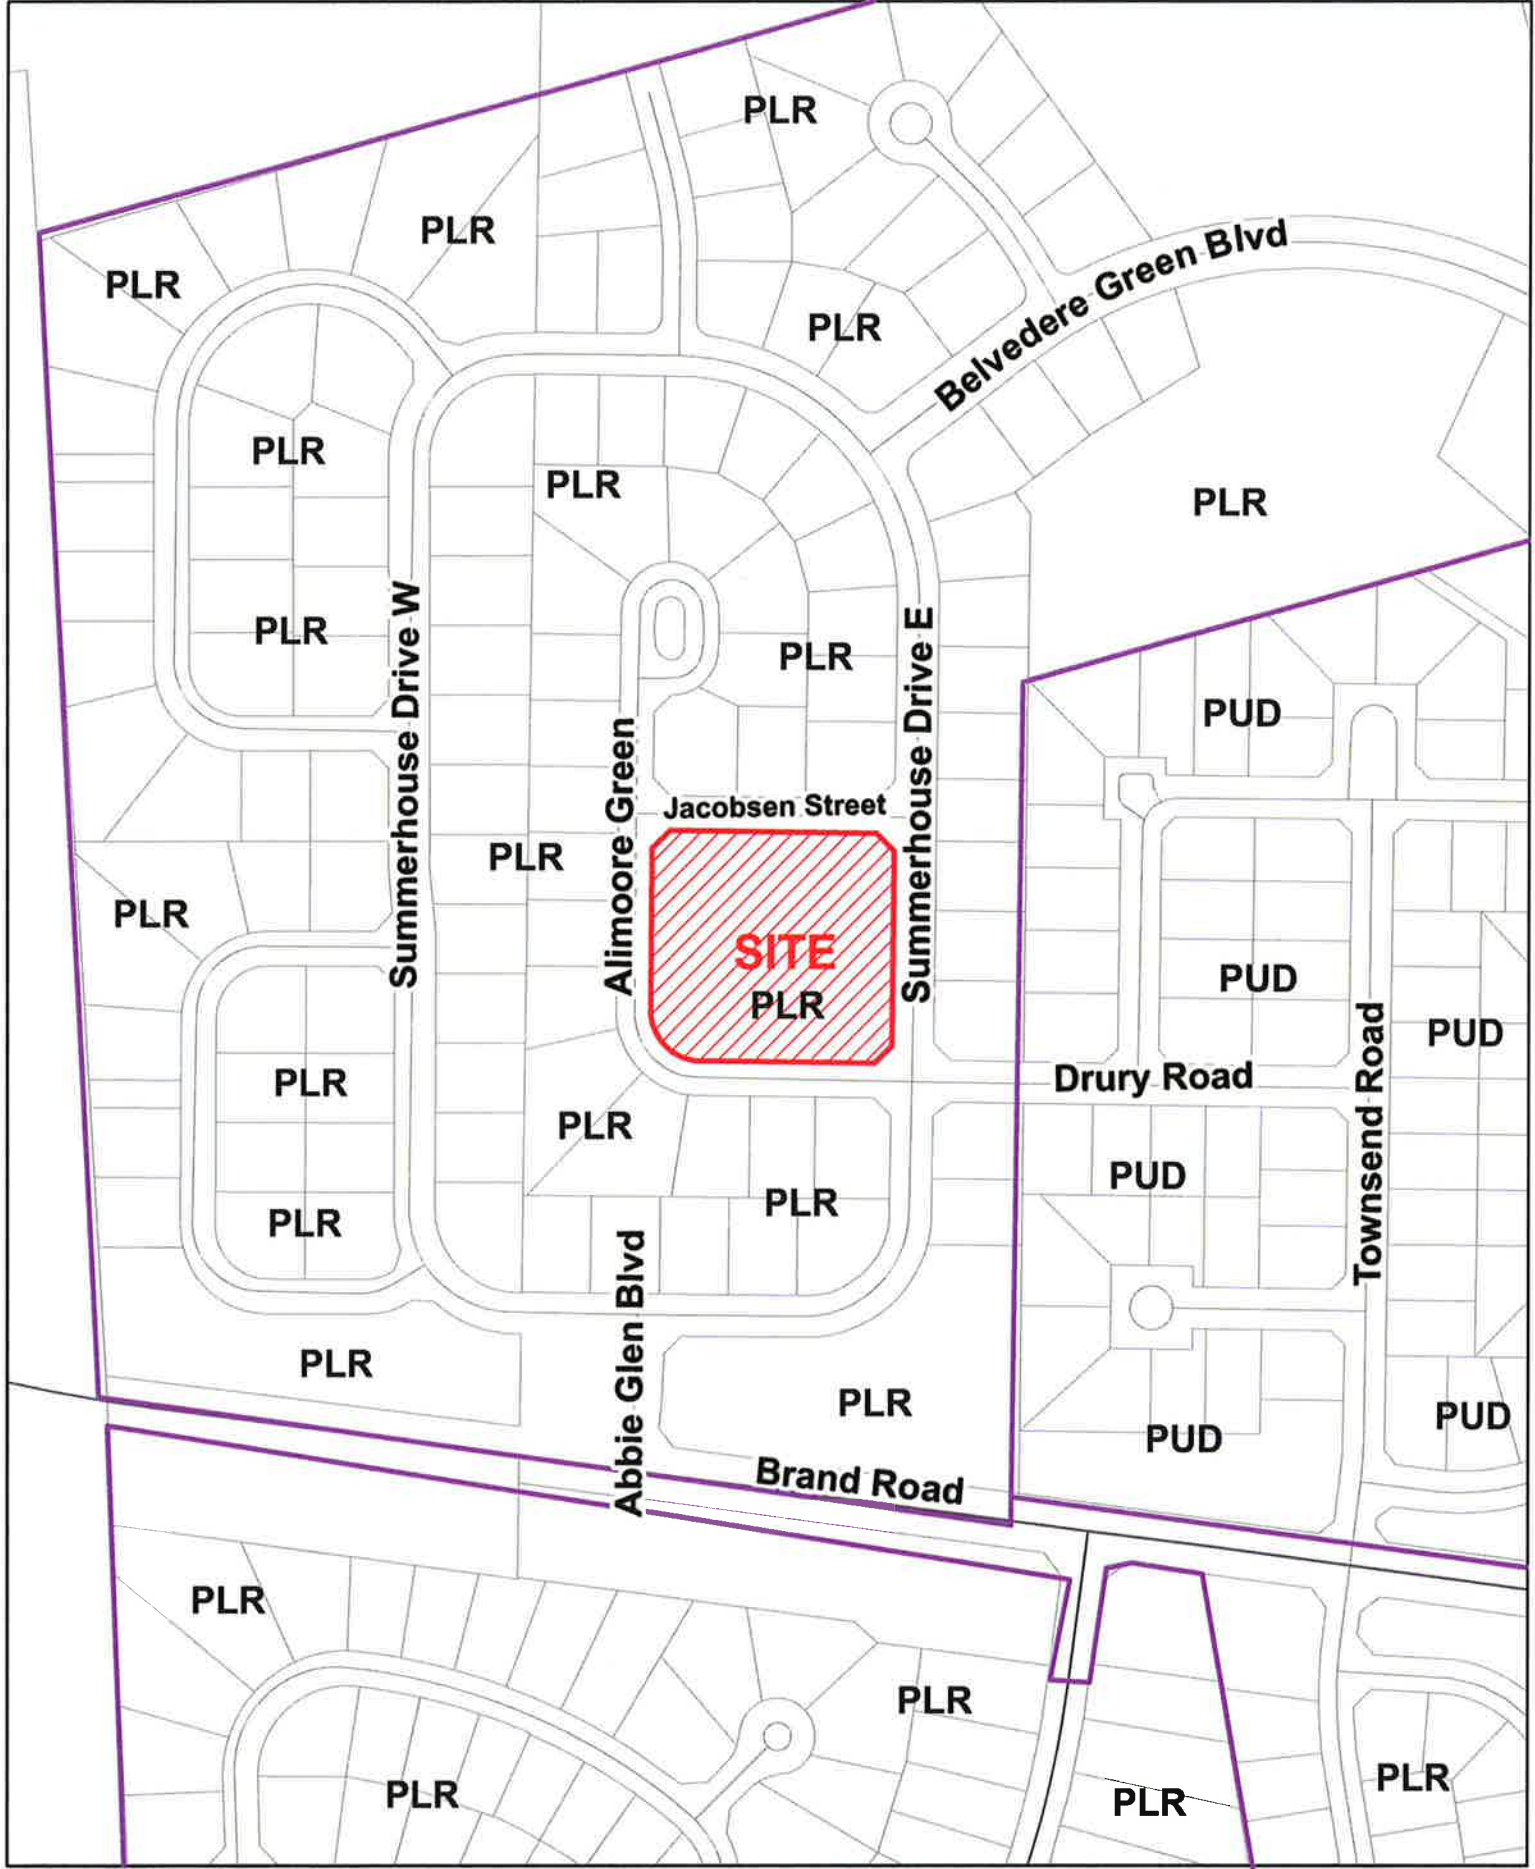 PLR
PLR
PLR
Belvedere Green Blvd
PLR
PLR
PLR
PLR
PLR
Summerhouse Drive W
Summerhouse Drive E
PLR
PUD
Alimoore Green
Jacobsen Street
PLR
PLR
SITE
PLR
PUD
Townsend Road
PUD
PLR
Drury Road
PLR
PUD
PLR
PLR
Abbie Glen Blvd
PLR
PLR
PUD
PUD
Brand Road
PLR
PLR
PLR
PLR
PLR